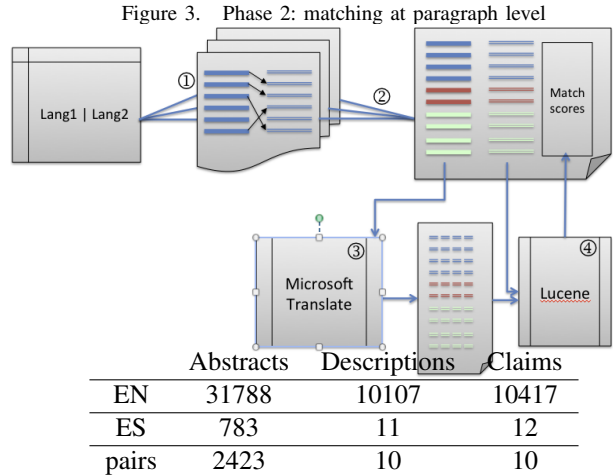 Figure 3. Phase 2: matching at paragraph level
①
②
Lang1 | Lang2
Match
scores
③
④
Microsoft
Translate
Lucene
Abstracts Descriptions Claims
EN 31788 10107 10417
ES 783 11 12
pairs 2423 10 10